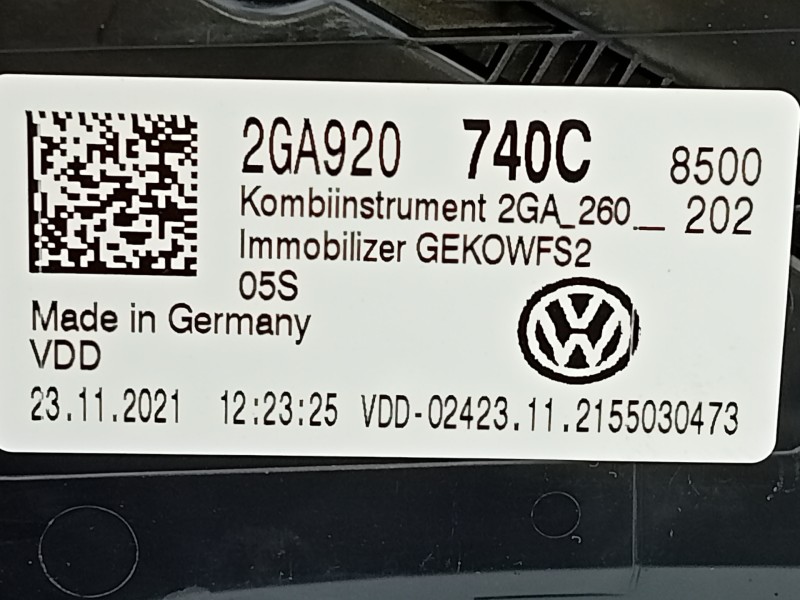 2GA920 740C 8500
Kombiinstrument 2GA_260__ 202
Immobilizer GEKOWFS2
05S
Made in Germany
VDD
23.11.2021 12:23:25 VDD-02423.11.2155030473